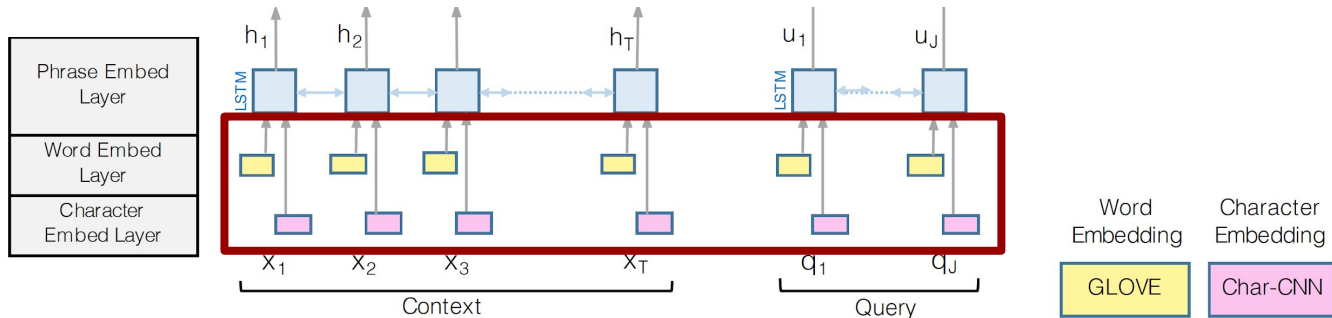 h1 h2 hT u1 uJ
Phrase Embed
Layer
LSTM
LSTM
Word Embed
Layer
Character
Embed Layer
x1 x2 x3 xT q1 qJ
Context
Query
Word
Embedding
GLOVE
Character
Embedding
Char-CNN